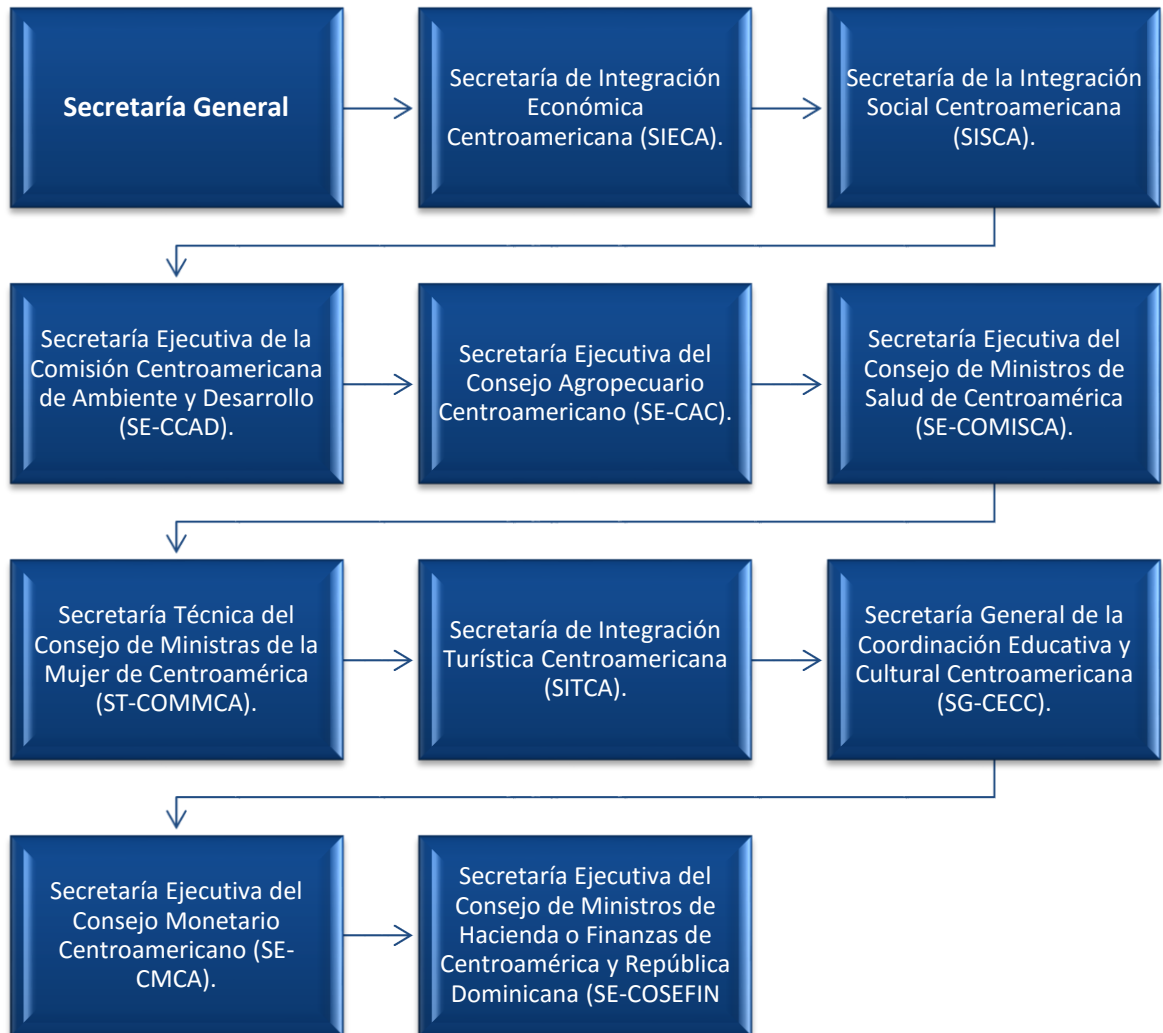 Secretaría General
Secretaría de Integración
Económica
Centroamericana (SIECA).
Secretaría de la Integración
Social Centroamericana
(SISCA).
Secretaría Ejecutiva de la
Comisión Centroamericana
de Ambiente y Desarrollo
(SE-CCAD).
Secretaría Ejecutiva del
Consejo Agropecuario
Centroamericano (SE-CAC).
Secretaría Ejecutiva del
Consejo de Ministros de
Salud de Centroamérica
(SE-COMISCA).
Secretaría Técnica del
Consejo de Ministras de la
Mujer de Centroamérica
(ST-COMMCA).
Secretaría de Integración
Turística Centroamericana
(SITCA).
Secretaría General de la
Coordinación Educativa y
Cultural Centroamericana
(SG-CECC).
Secretaría Ejecutiva del
Consejo Monetario
Centroamericano (SE-
CMCA).
Secretaría Ejecutiva del
Consejo de Ministros de
Hacienda o Finanzas de
Centroamérica y República
Dominicana (SE-COSEFIN